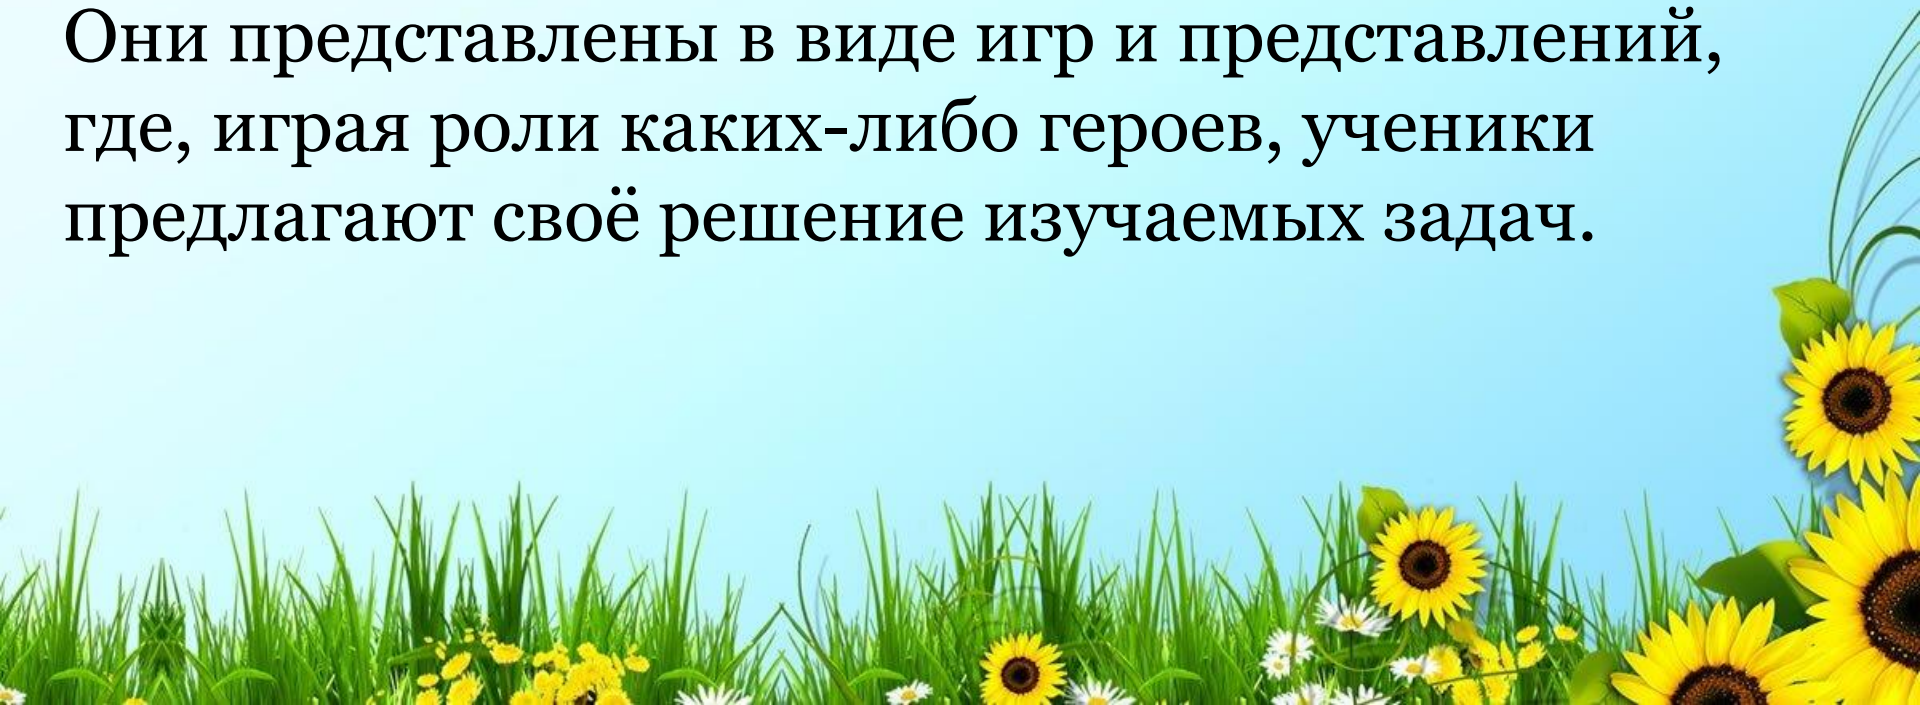 Они представлены в виде игр и представлений,
где, играя роли каких-либо героев, ученики
предлагают своё решение изучаемых задач.